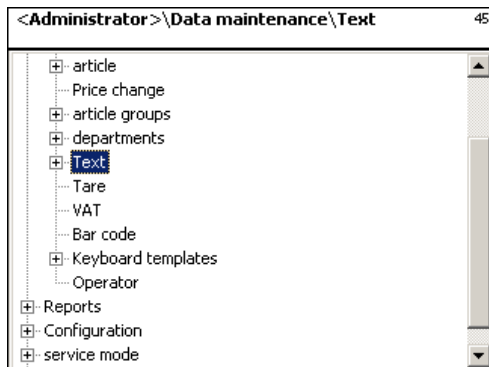 <Administrator>\Data maintenance\Text 45
article
Price change
article groups
departments
Text
Tare
VAT
Bar code
Keyboard templates
Operator
Reports
Configuration
service mode